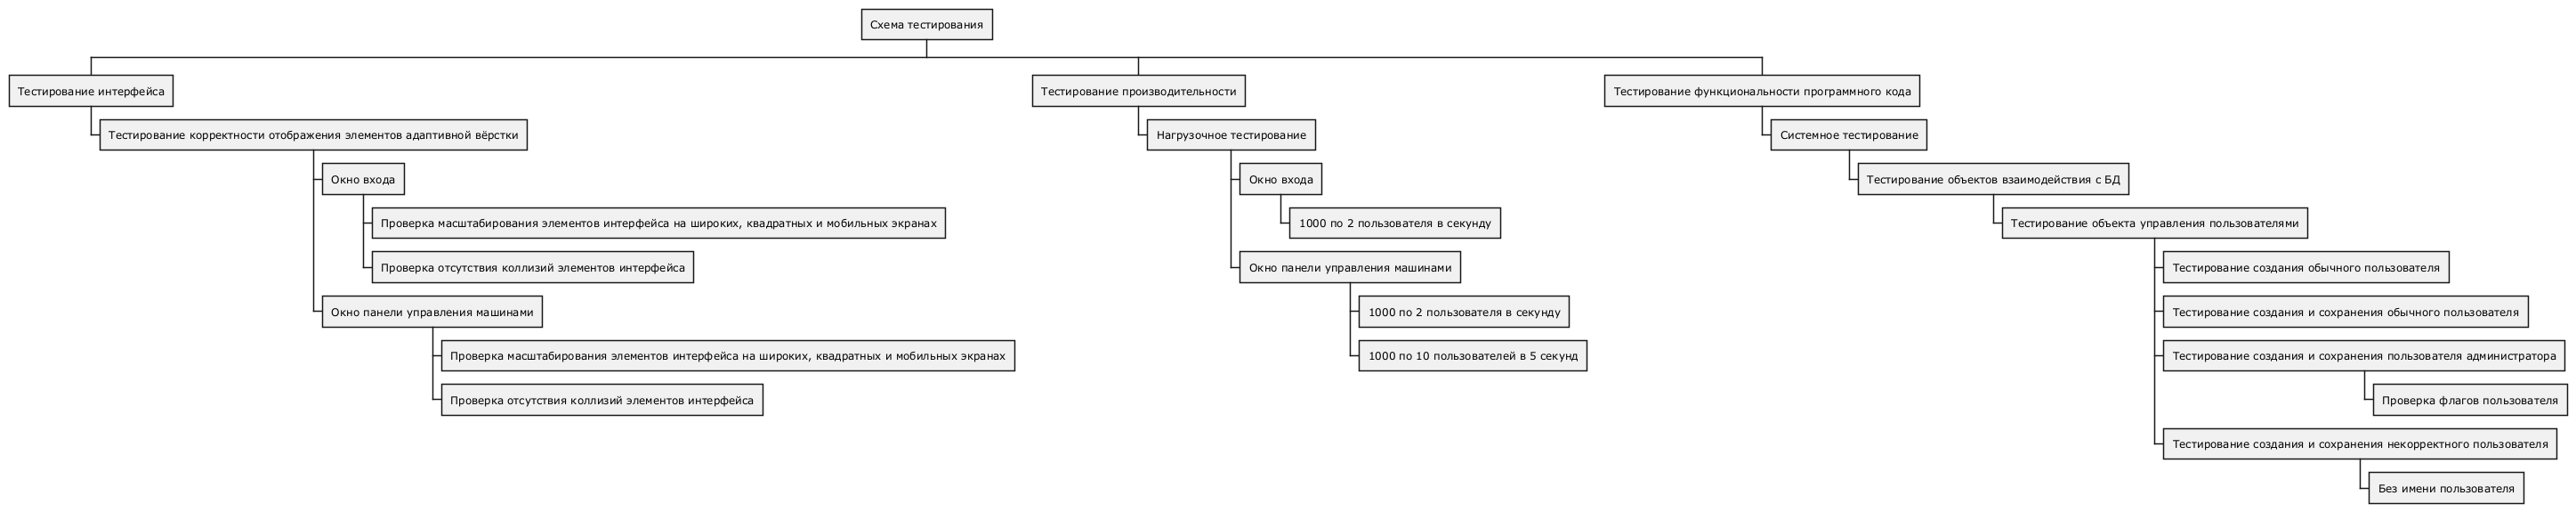 Схема тестирования
Тестирование интерфейса
Тестирование корректности отображения элементов адаптивной вёрстки
Окно входа
Проверка масштабирования элементов интерфейса на широких, квадратных и мобильных экранах
Проверка отсутствия коллизий элементов интерфейса
Окно панели управления машинами
Проверка масштабирования элементов интерфейса на широких, квадратных и мобильных экранах
Проверка отсутствия коллизий элементов интерфейса
Тестирование производительности
Нагрузочное тестирование
Окно входа
1000 по 2 пользователя в секунду
Окно панели управления машинами
1000 по 2 пользователя в секунду
1000 по 10 пользователей в 5 секунд
Тестирование функциональности программного кода
Системное тестирование
Тестирование объектов взаимодействия с БД
Тестирование объекта управления пользователями
Тестирование создания обычного пользователя
Тестирование создания и сохранения обычного пользователя
Тестирование создания и сохранения пользователя администратора
Проверка флагов пользователя
Тестирование создания и сохранения некорректного пользователя
Без имени пользователя